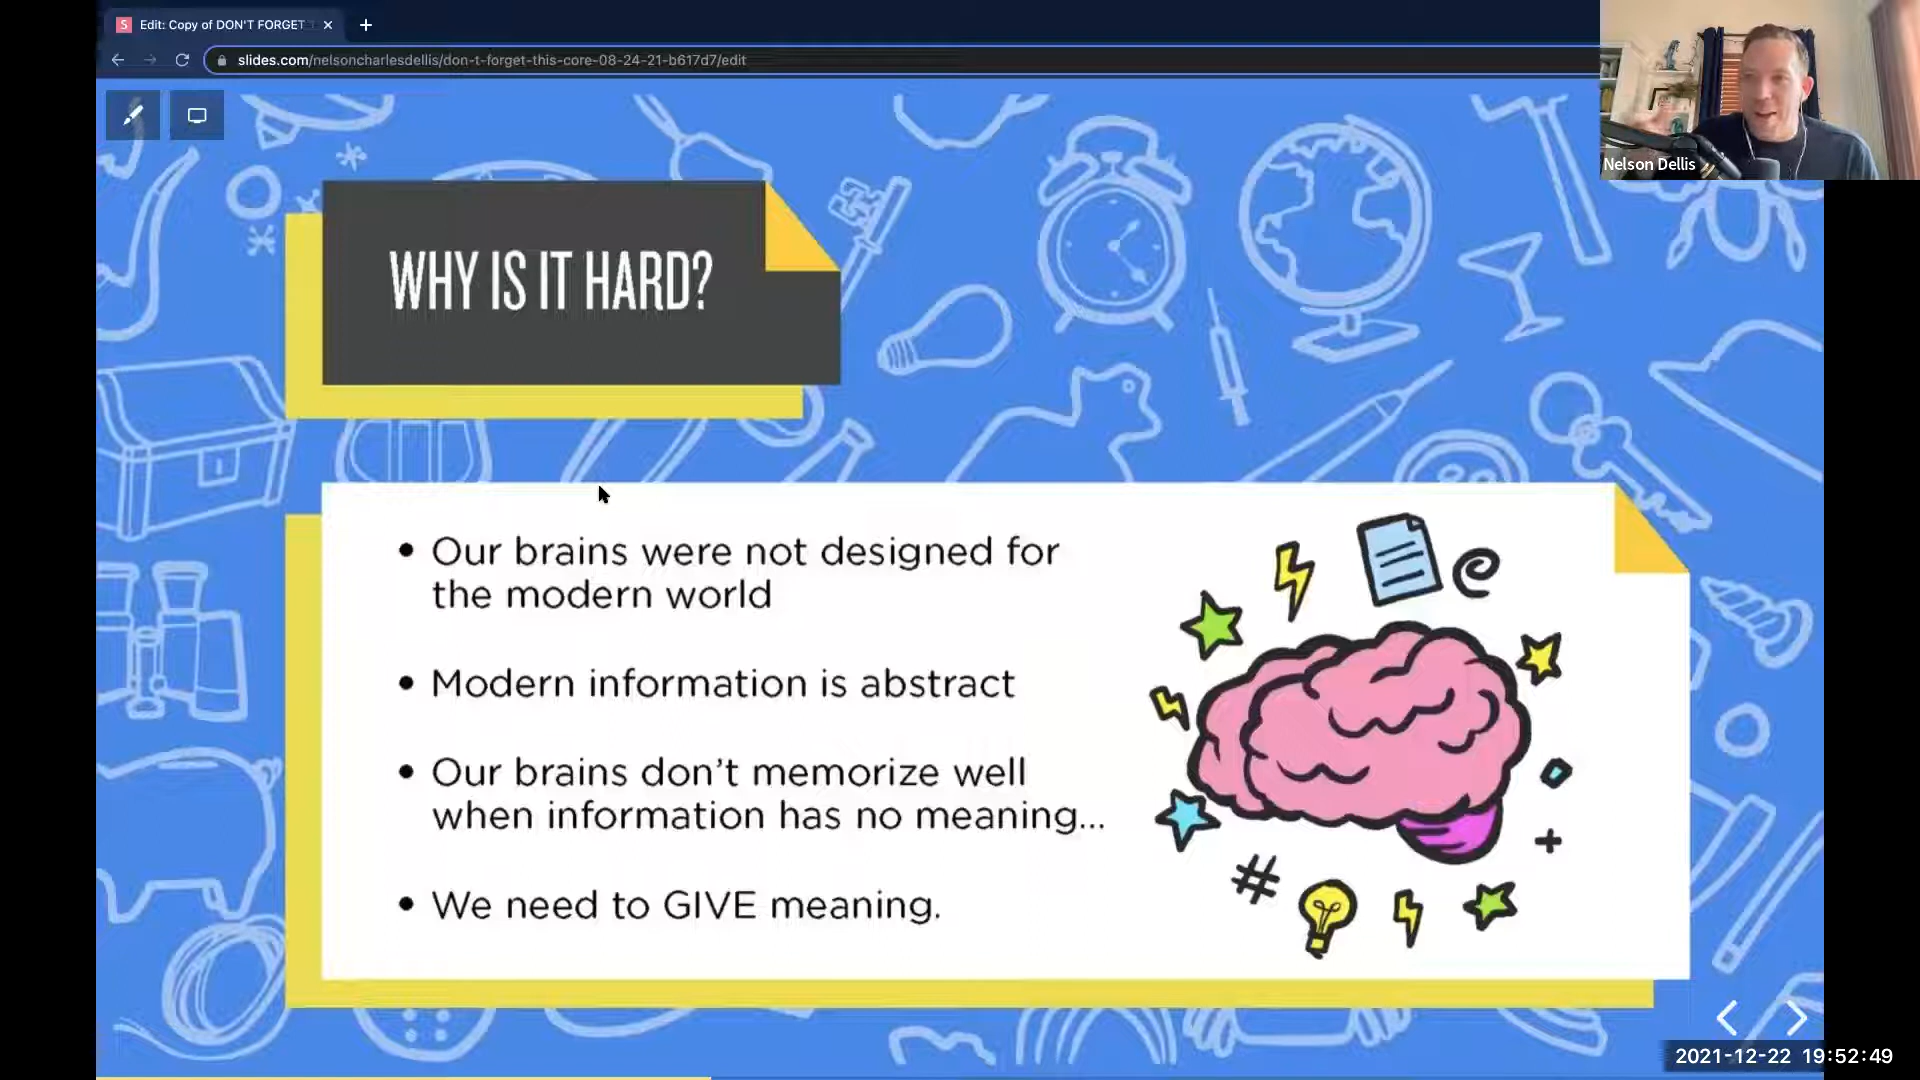 S Edit: Copy of DON'T FORGET
slides.com/nelsoncharlesdellis/don-t-forget-this-core-08-24-21-b617d7/edit
Nelson Dellis
WHY IS IT HARD?
• Our brains were not designed for
the modern world
• Modern information is abstract
• Our brains don't memorize well
when information has no meaning...
• We need to GIVE meaning.
#
2021-12-22 19:52:49